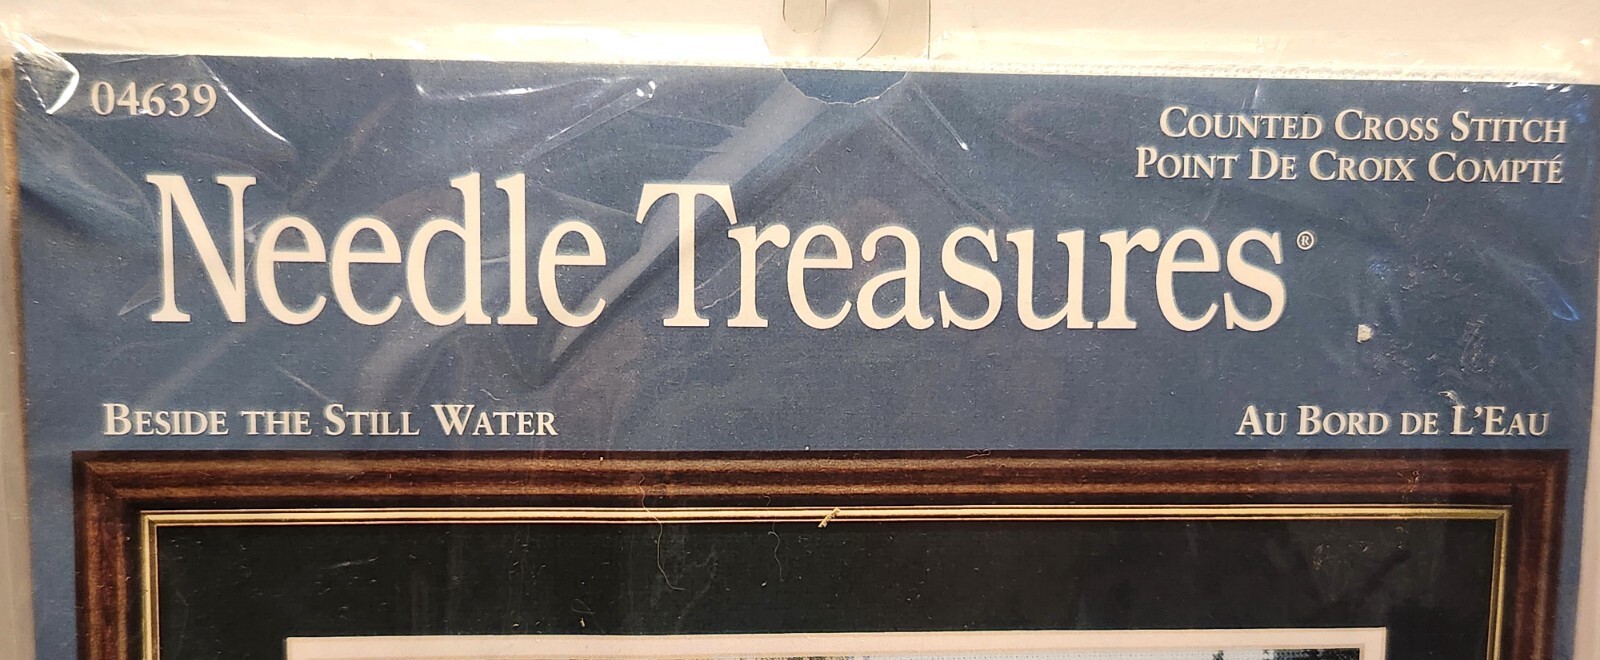 04639
COUNTED CROSS STITCH
POINT DE CROIX COMPTÉ
Needle Treasures®
BESIDE THE STILL WATER
AU BORD DE L'EAU